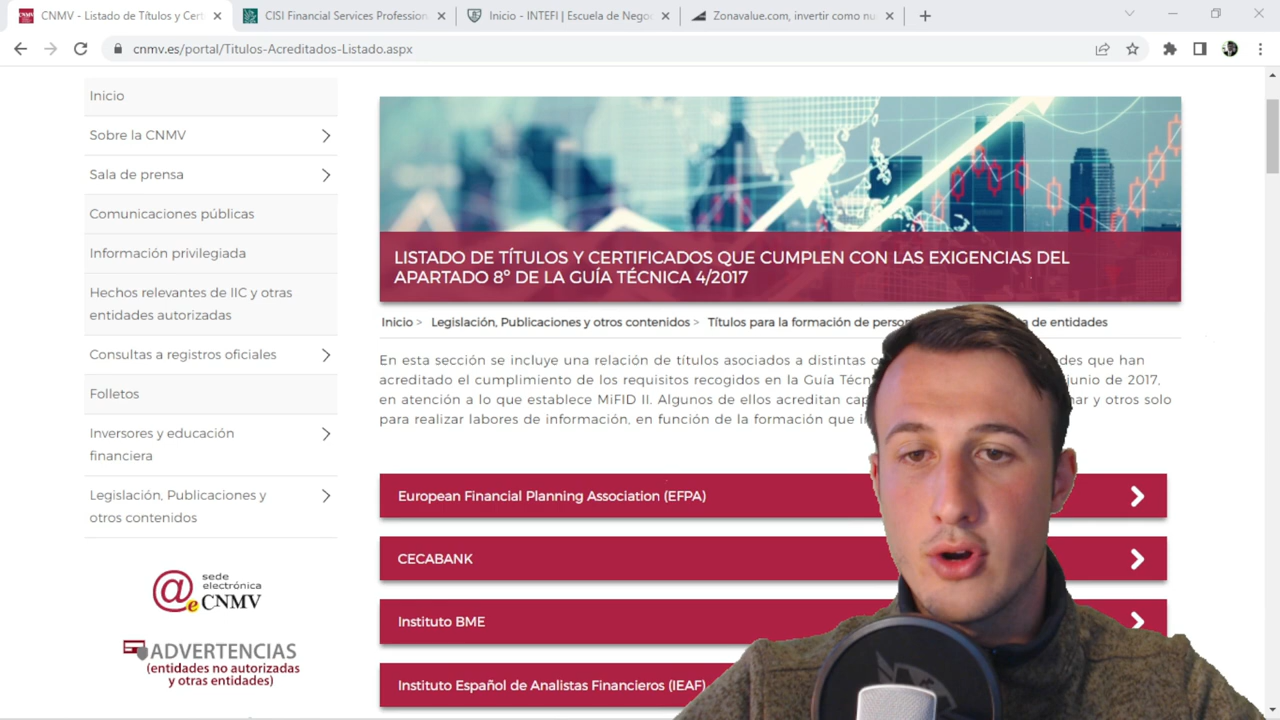 CNMV - Listado de Títulos y Cert
CISI Financial Services Profession
Inicio - INTEFI | Escuela de Nego
Zonavalue.com, invertir como nu
cnmv.es/portal/Titulos-Acreditados-Listado.aspx
Inicio
Sobre la CNMV
Sala de prensa
Comunicaciones públicas
Información privilegiada
Hechos relevantes de IIC y otras
entidades autorizadas
Consultas a registros oficiales
Folletos
Inversores y educación
financiera
Legislación, Publicaciones y
otros contenidos
sede
electrónica
@e CNMV
ADVERTENCIAS
(entidades no autorizadas
y otras entidades)
LISTADO DE TÍTULOS Y CERTIFICADOS QUE CUMPLEN CON LAS EXIGENCIAS DEL
APARTADO 8º DE LA GUÍA TÉCNICA 4/2017
Inicio > Legislación, Publicaciones y otros contenidos > Títulos para la formación de de entidades
En esta sección se incluye una relación de títulos asociados a distintas que han
acreditado el cumplimiento de los requisitos recogidos en la Guía junio de 2017,
en atención a lo que establece MiFID II. Algunos de ellos acreditan y otros solo
para realizar labores de información, en función de la formación que
European Financial Planning Association (EFPA)
CECABANK
Instituto BME
Instituto Español de Analistas Financieros (IEAF)